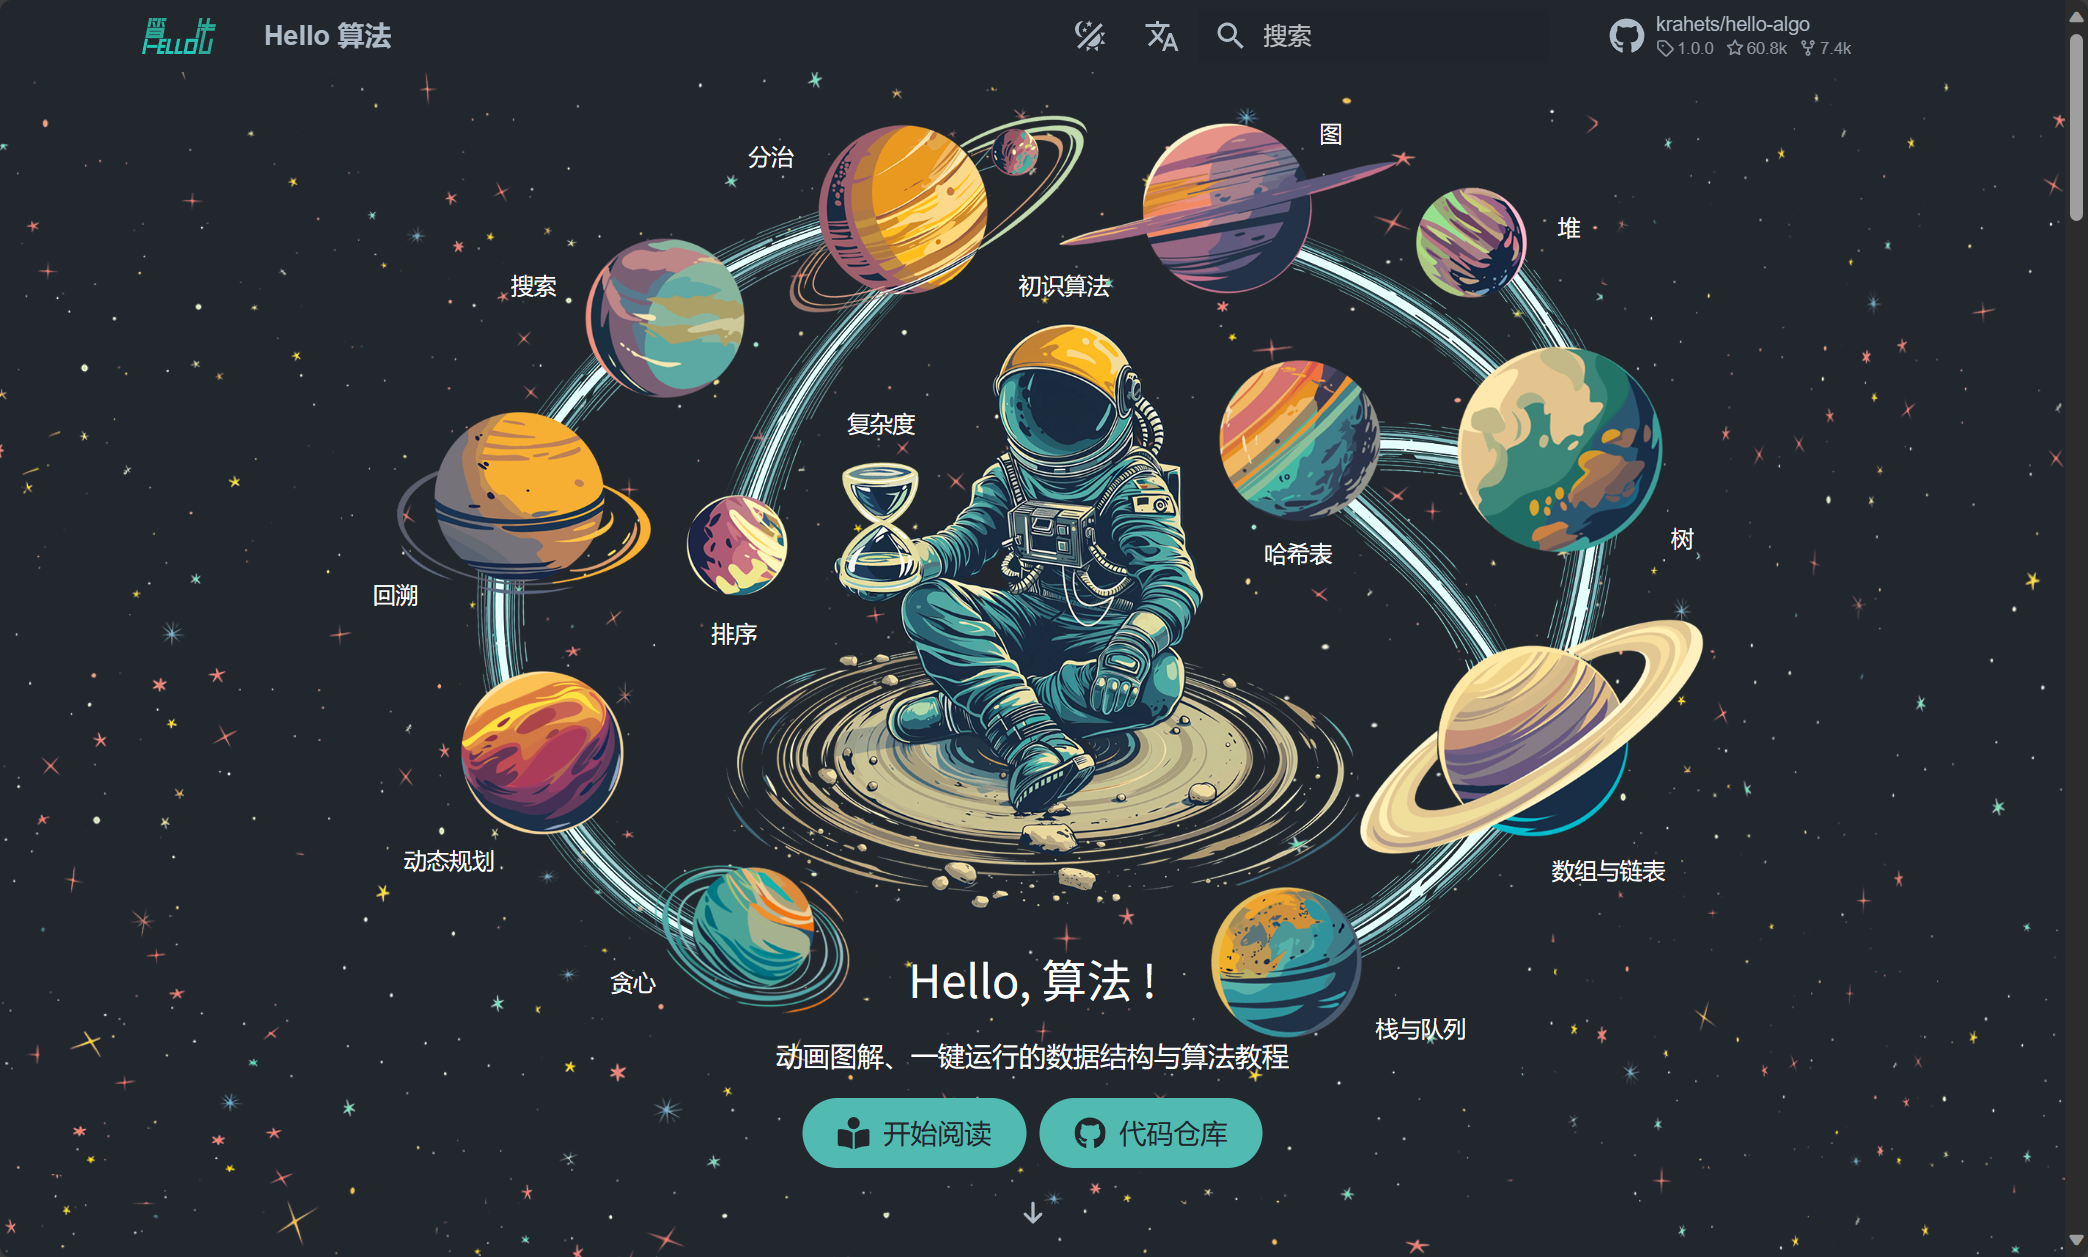 算法
HELLO
Hello 算法
搜索
krahets/hello-algo
1.0.0 60.8k 7.4k
分治
图
堆
搜索
初识算法
复杂度
哈希表
树
回溯
排序
动态规划
数组与链表
贪心
栈与队列
Hello, 算法 !
动画图解、一键运行的数据结构与算法教程
开始阅读
代码仓库